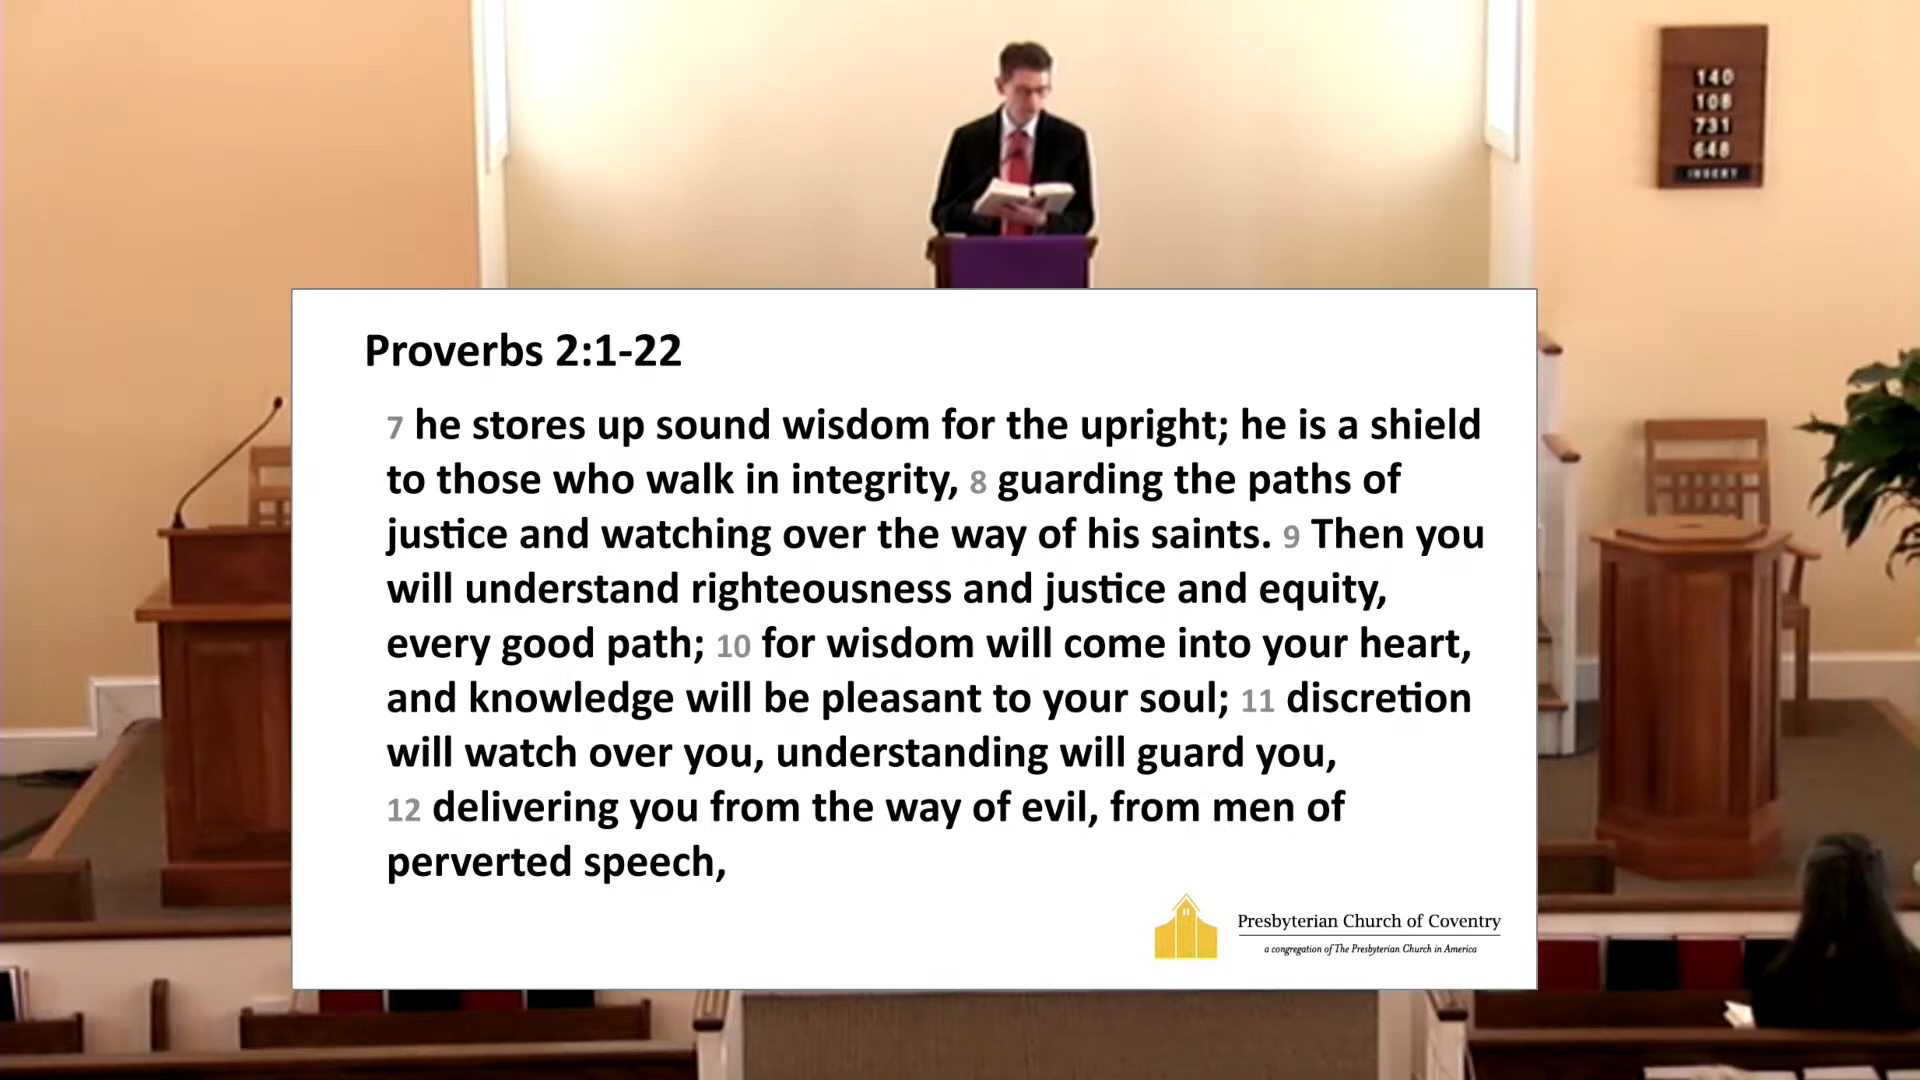 140
108
731
648
INSERT
Proverbs 2:1-22
7 he stores up sound wisdom for the upright; he is a shield
to those who walk in integrity, 8 guarding the paths of
justice and watching over the way of his saints. 9 Then you
will understand righteousness and justice and equity,
every good path; 10 for wisdom will come into your heart,
and knowledge will be pleasant to your soul; 11 discretion
will watch over you, understanding will guard you,
12 delivering you from the way of evil, from men of
perverted speech,
Presbyterian Church of Coventry
a congregation of The Presbyterian Church in America